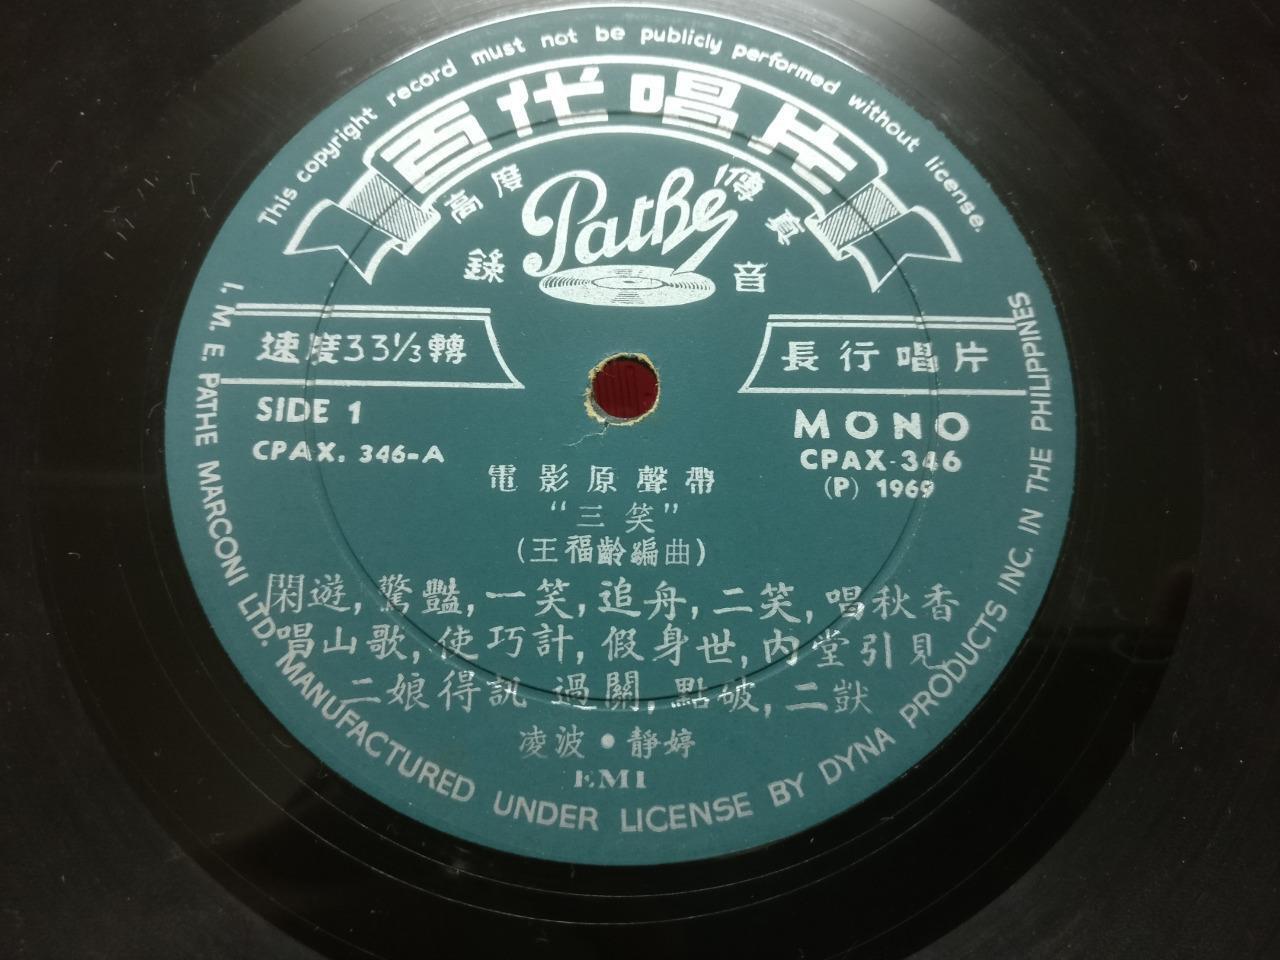 This copyright record must not be publicly performed without license.
百代唱片
高度傳真
Pathé
錄音
速度33⅓轉
長行唱片
SIDE 1
MONO
CPAX. 346-A
CPAX-346
(P) 1969
電影原聲帶
“三笑”
(王福齡編曲)
閑遊, 驚豔, 一笑, 追舟, 二笑, 唱秋香
唱山歌, 使巧計, 假身世, 內堂引見
二娘得訊 過關, 點破, 二獃
凌波•靜婷
EMI
I. M. E. PATHE MARCONI LTD. MANUFACTURED UNDER LICENSE BY DYNA PRODUCTS INC. IN THE PHILIPPINES